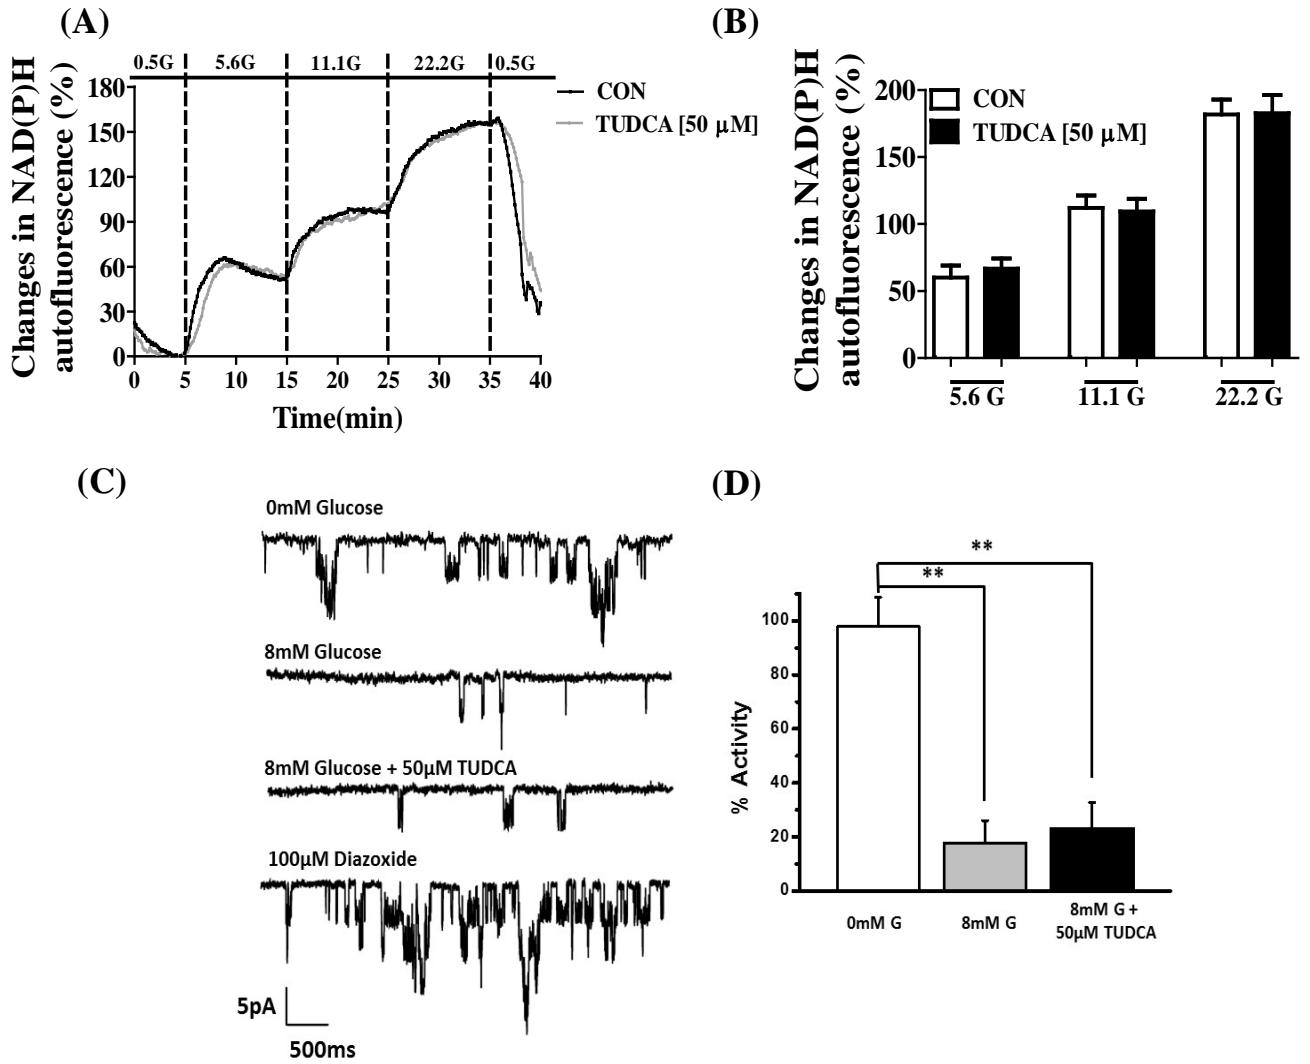 (A)
0.5G 5.6G 11.1G 22.2G 0.5G
Changes in NAD(P)H
autofluorescence (%)
180
150
120
90
60
30
0
0 5 10 15 20 25 30 35 40
Time(min)
CON
TUDCA [50 μM]
(B)
Changes in NAD(P)H
autofluorescence (%)
200
150
100
50
0
CON
TUDCA [50 μM]
5.6 G 11.1 G 22.2 G
(C)
0mM Glucose
8mM Glucose
8mM Glucose + 50μM TUDCA
100μM Diazoxide
5pA
500ms
(D)
**
**
% Activity
100
80
60
40
20
0
0mM G 8mM G 8mM G +
50μM TUDCA